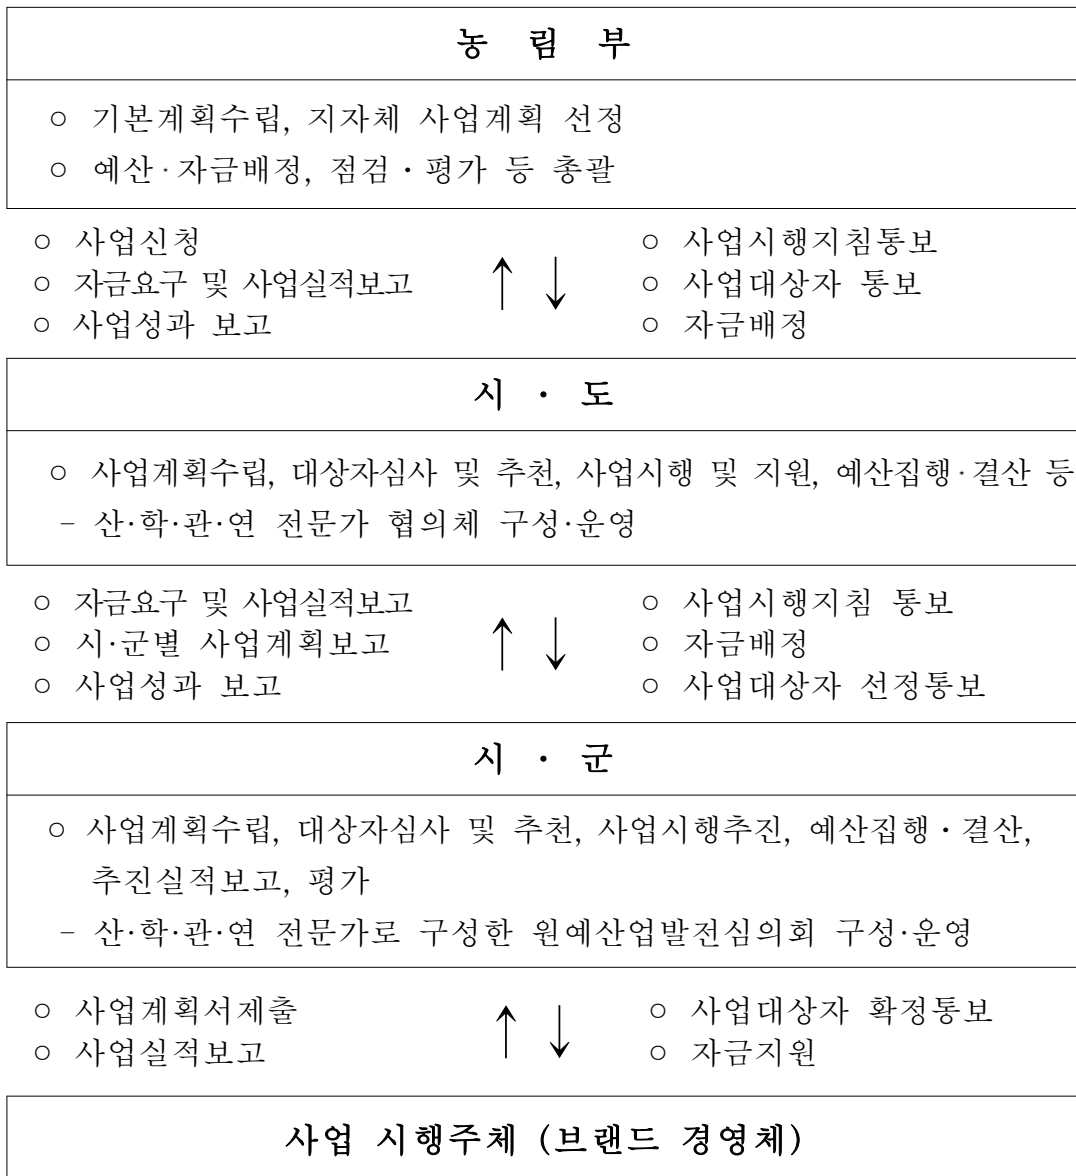 농 림 부
○ 기본계획수립, 지자체 사업계획 선정
○ 예산·자금배정, 점검·평가 등 총괄
○ 사업신청
○ 자금요구 및 사업실적보고
○ 사업성과 보고
↑ ↓
○ 사업시행지침통보
○ 사업대상자 통보
○ 자금배정
시 · 도
○ 사업계획수립, 대상자심사 및 추천, 사업시행 및 지원, 예산집행·결산 등
- 산·학·관·연 전문가 협의체 구성·운영
○ 자금요구 및 사업실적보고
○ 시·군별 사업계획보고
○ 사업성과 보고
↑ ↓
○ 사업시행지침 통보
○ 자금배정
○ 사업대상자 선정통보
시 · 군
○ 사업계획수립, 대상자심사 및 추천, 사업시행추진, 예산집행·결산,
추진실적보고, 평가
- 산·학·관·연 전문가로 구성한 원예산업발전심의회 구성·운영
○ 사업계획서제출
○ 사업실적보고
↑ ↓
○ 사업대상자 확정통보
○ 자금지원
사업 시행주체 (브랜드 경영체)